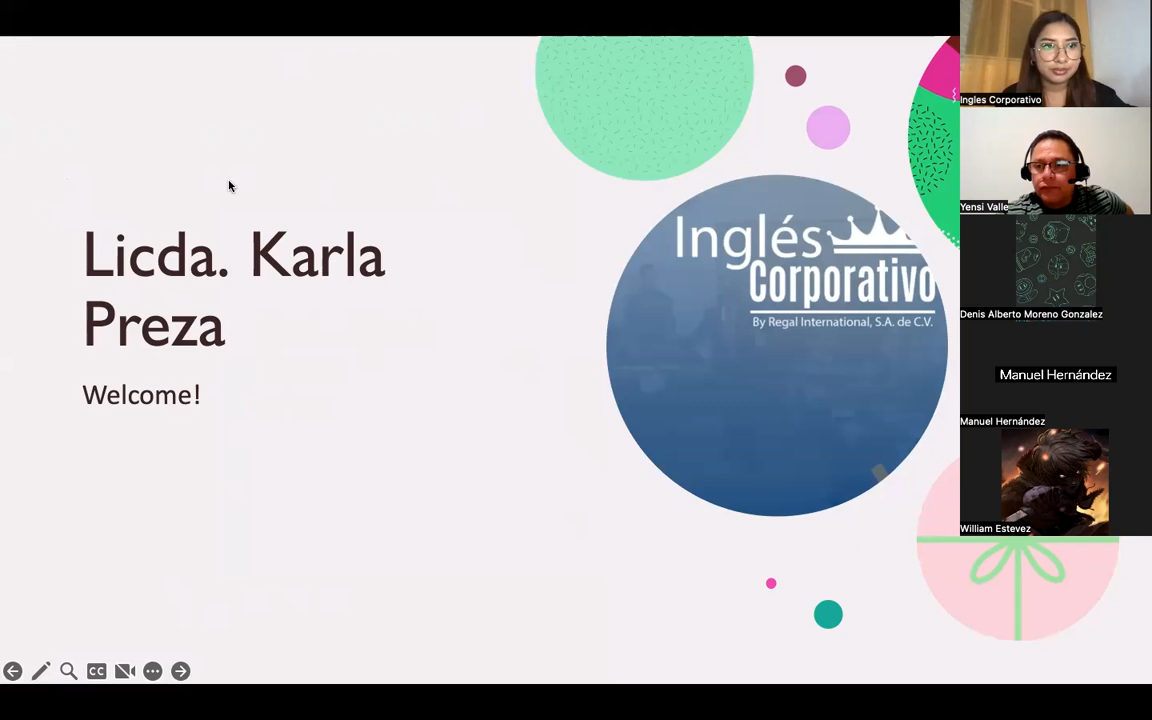 Licda. Karla
Preza
Welcome!
Inglés
Corporativo
By Regal International, S.A. de C.V.
Ingles Corporativo
Yensi Valle
Denis Alberto Moreno Gonzalez
Manuel Hernández
Manuel Hernández
William Estevez
CC